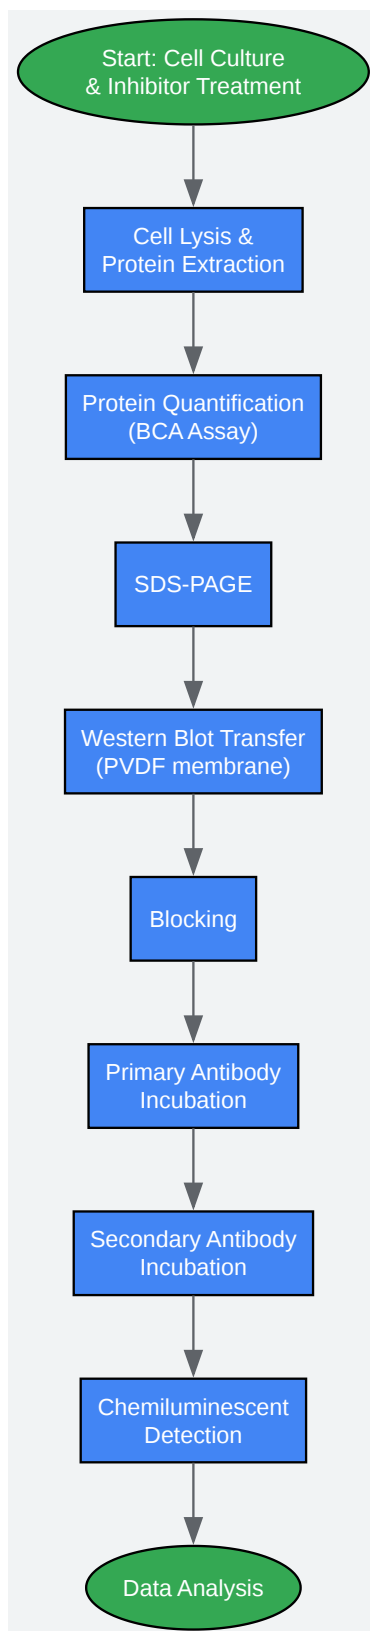 Start: Cell Culture
& Inhibitor Treatment
Cell Lysis &
Protein Extraction
Protein Quantification
(BCA Assay)
SDS-PAGE
Western Blot Transfer
(PVDF membrane)
Blocking
Primary Antibody
Incubation
Secondary Antibody
Incubation
Chemiluminescent
Detection
Data Analysis